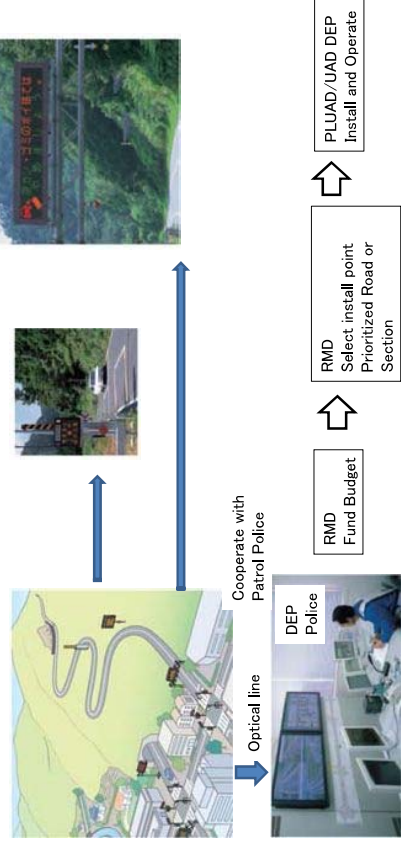 Cooperate with
Patrol Police
Optical line
DEP
Police
RMD
Fund Budget
RMD
Select install point
Prioritized Road or
Section
PLUAD/UAD DEP
Install and Operate